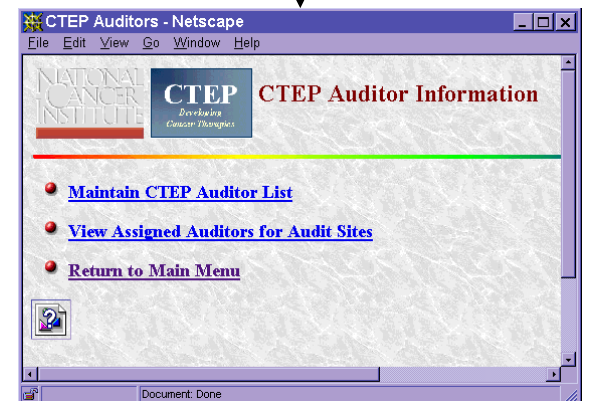 CTEP Auditors - Netscape
File Edit View Go Window Help
NATIONAL
CANCER
INSTITUTE
CTEP
Developing
Cancer Therapies
CTEP Auditor Information
Maintain CTEP Auditor List
View Assigned Auditors for Audit Sites
Return to Main Menu
Document: Done